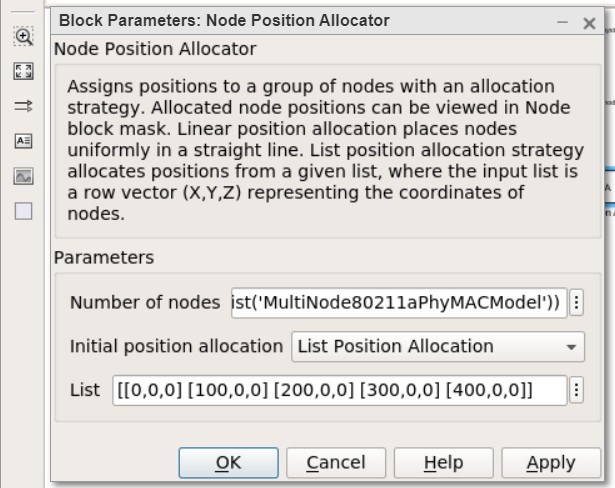 Block Parameters: Node Position Allocator
Node Position Allocator
Assigns positions to a group of nodes with an allocation
strategy. Allocated node positions can be viewed in Node
block mask. Linear position allocation places nodes
uniformly in a straight line. List position allocation strategy
allocates positions from a given list, where the input list is
a row vector (X,Y,Z) representing the coordinates of
nodes.
Parameters
Number of nodes ist('MultiNode80211aPhyMACModel'))
Initial position allocation List Position Allocation
List [[0,0,0] [100,0,0] [200,0,0] [300,0,0] [400,0,0]]
OK Cancel Help Apply